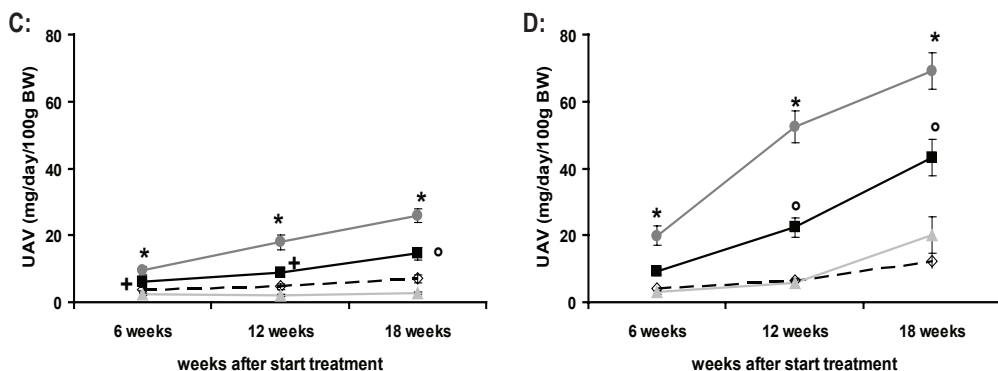 C:
UAV (mg/day/100g BW)
80
60
40
20
0
*
*
*
+
+
o
6 weeks 12 weeks 18 weeks
weeks after start treatment
D:
UAV (mg/day/100g BW)
80
60
40
20
0
*
*
*
o
o
6 weeks 12 weeks 18 weeks
weeks after start treatment